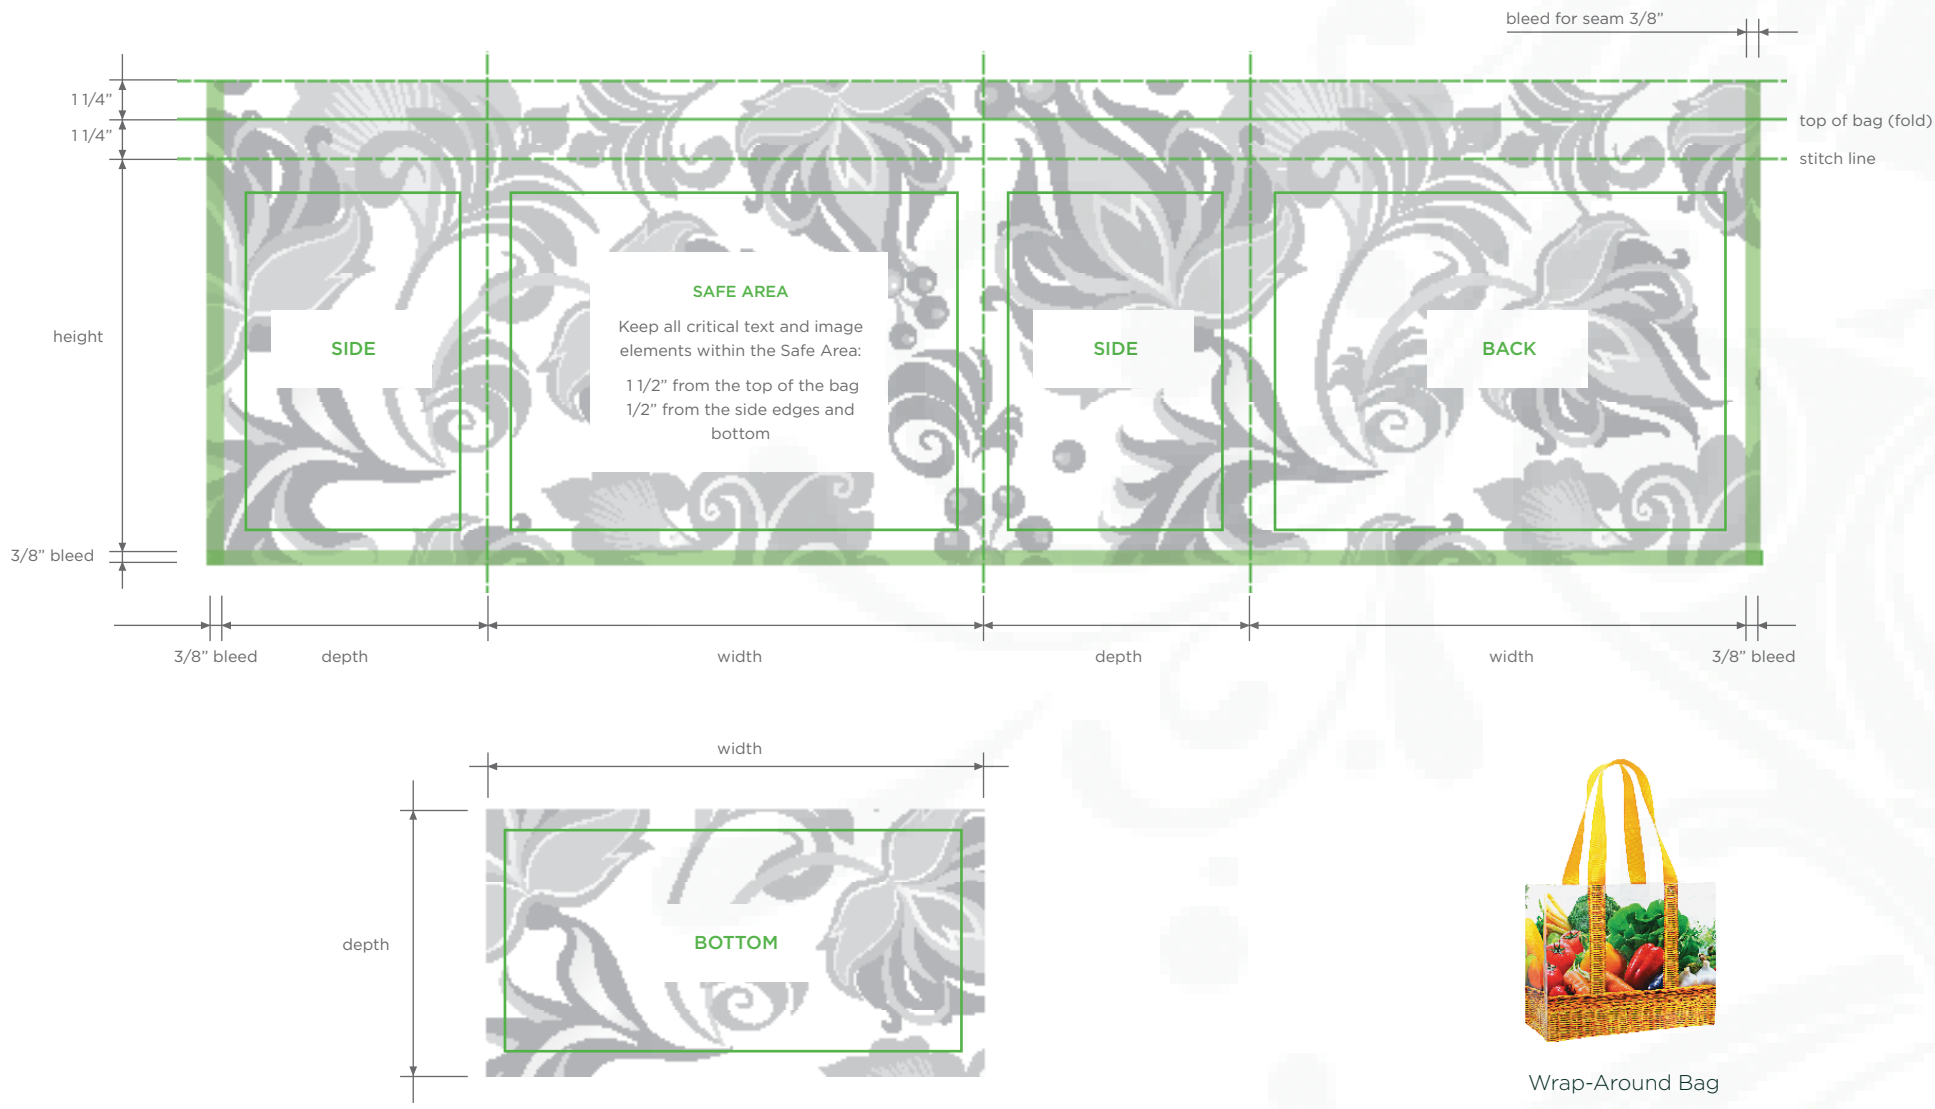 bleed for seam 3/8”
1 1/4”
top of bag (fold)
1 1/4”
stitch line
SAFE AREA
Keep all critical text and image
elements within the Safe Area:
1 1/2” from the top of the bag
1/2” from the side edges and
bottom
height
SIDE
SIDE
BACK
3/8” bleed
3/8” bleed
depth
width
depth
width
3/8” bleed
width
depth
BOTTOM
Wrap-Around Bag